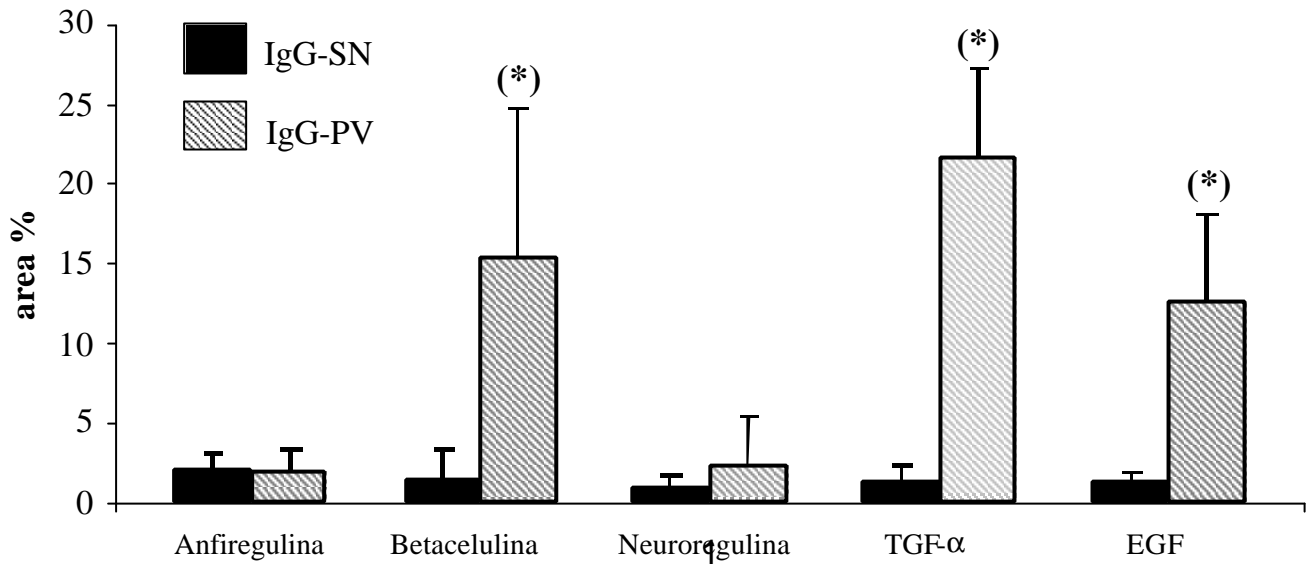 30
25
20
15
10
5
0
area %
IgG-SN
IgG-PV
(*)
(*)
(*)
Anfiregulina
Betacelulina
Neuroregulina
TGF-α
EGF